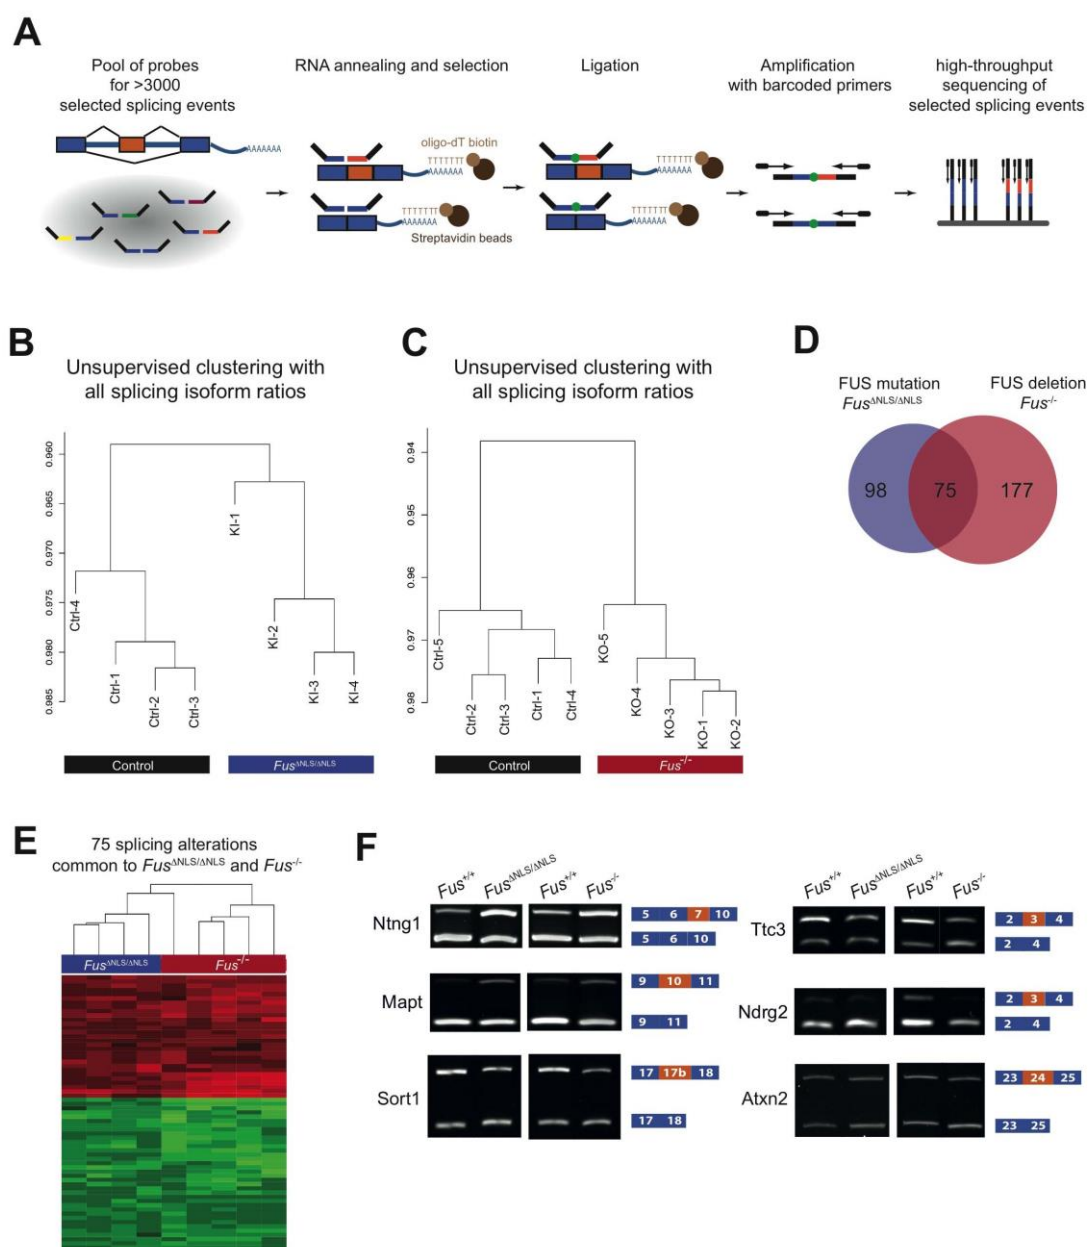 A
Pool of probes
for >3000
selected splicing events
RNA annealing and selection
Ligation
Amplification
with barcoded primers
high-throughput
sequencing of
selected splicing events
AAAAAAA
oligo-dT biotin
TTTTTTT
AAAAAAA
TTTTTTT
AAAAAAA
Streptavidin beads
TTTTTTT
AAAAAAA
TTTTTTT
AAAAAAA
B
Unsupervised clustering with
all splicing isoform ratios
0.960
0.965
0.970
0.975
0.980
0.985
Ctrl-4
Ctrl-1
Ctrl-2
Ctrl-3
KI-1
KI-2
KI-3
KI-4
Control
FusΔNLS/ΔNLS
C
Unsupervised clustering with
all splicing isoform ratios
0.94
0.95
0.96
0.97
0.98
Ctrl-5
Ctrl-2
Ctrl-3
Ctrl-1
Ctrl-4
KO-5
KO-4
KO-3
KO-1
KO-2
Control
Fus-/-
D
FUS mutation
FusΔNLS/ΔNLS
FUS deletion
Fus-/-
98
75
177
E
75 splicing alterations
common to FusΔNLS/ΔNLS and Fus-/-
FusΔNLS/ΔNLS
Fus-/-
F
Fus+/+
FusΔNLS/ΔNLS
Fus+/+
Fus-/-
Ntng1
5 6 7 10
5 6 10
Mapt
9 10 11
9 11
Sort1
17 17b 18
17 18
Fus+/+
FusΔNLS/ΔNLS
Fus+/+
Fus-/-
Ttc3
2 3 4
2 4
Ndrg2
2 3 4
2 4
Atxn2
23 24 25
23 25